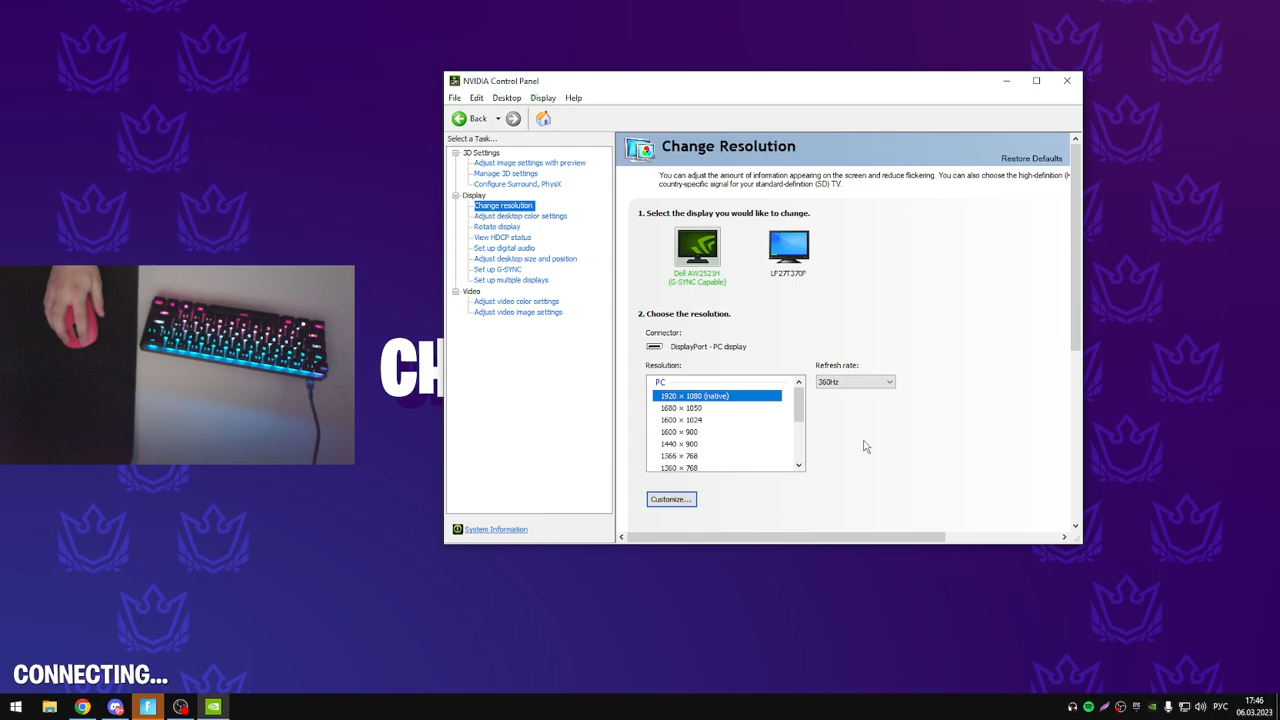 NVIDIA Control Panel
File Edit Desktop Display Help
Back
Select a Task...
3D Settings
Adjust image settings with preview
Manage 3D settings
Configure Surround, PhysX
Display
Change resolution
Adjust desktop color settings
Rotate display
View HDCP status
Set up digital audio
Adjust desktop size and position
Set up G-SYNC
Set up multiple displays
Video
Adjust video color settings
Adjust video image settings
System Information
Change Resolution
Restore Defaults
You can adjust the amount of information appearing on the screen and reduce flickering. You can also choose the high-definition (H
country-specific signal for your standard-definition (SD) TV.
1. Select the display you would like to change.
Dell AW2521H
(G-SYNC Capable)
LF27T370F
2. Choose the resolution.
Connector:
DisplayPort - PC display
Resolution:
Refresh rate:
PC
360Hz
1920 × 1080 (native)
1680 × 1050
1600 × 1024
1600 × 900
1440 × 900
1366 × 768
1360 × 768
Customize...
CH
CONNECTING...
РУС
17:46
06.03.2023